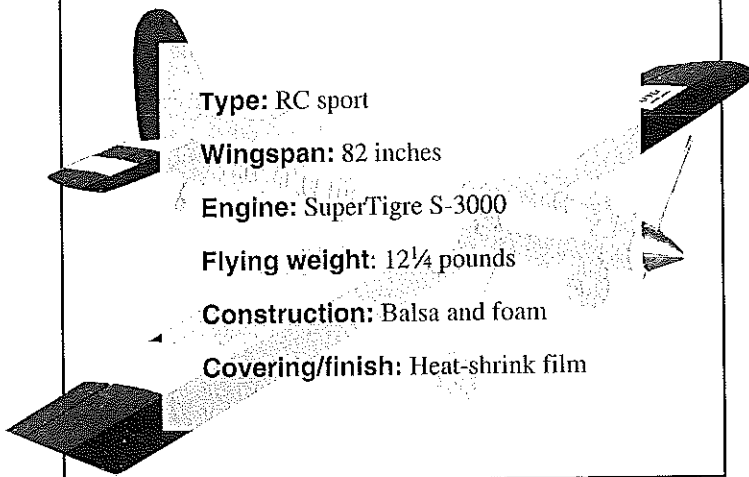 Type: RC sport
Wingspan: 82 inches
Engine: SuperTigre S-3000
Flying weight: 12¼ pounds
Construction: Balsa and foam
Covering/finish: Heat-shrink film